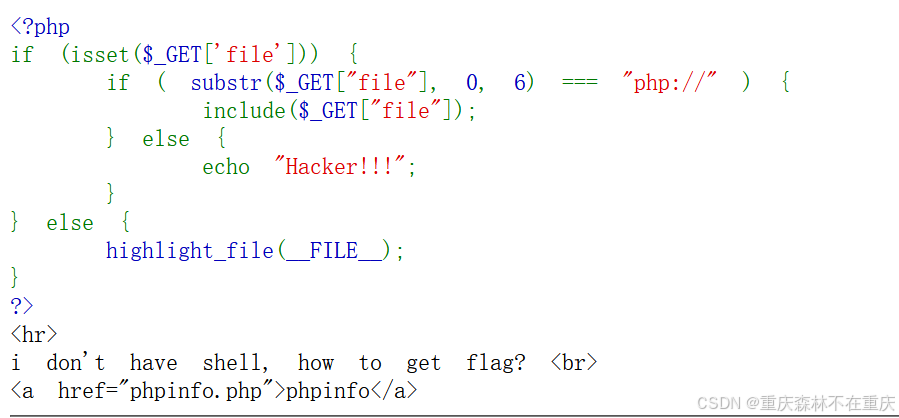 <?php
if (isset($_GET['file'])) {
if ( substr($_GET["file"], 0, 6) === "php://" ) {
include($_GET["file"]);
} else {
echo "Hacker!!!";
}
} else {
highlight_file(__FILE__);
}
?>
<hr>
i don't have shell, how to get flag? <br>
<a href="phpinfo.php">phpinfo</a>
CSDN @重庆森林不在重庆